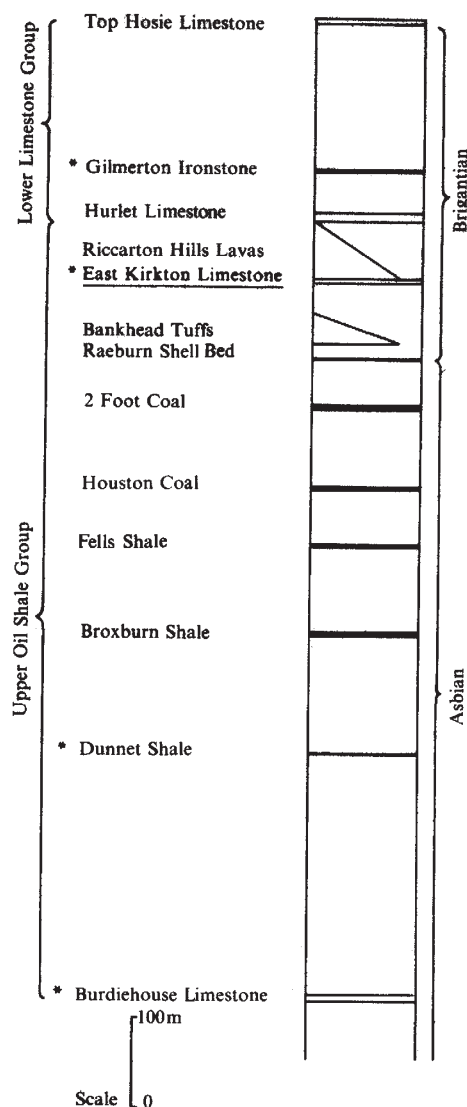 Top Hosie Limestone
Lower Limestone Group
* Gilmerton Ironstone
Hurlet Limestone
Brigantian
Riccarton Hills Lavas
* East Kirkton Limestone
Bankhead Tuffs
Raeburn Shell Bed
2 Foot Coal
Houston Coal
Fells Shale
Upper Oil Shale Group
Broxburn Shale
Asbian
* Dunnet Shale
* Burdiehouse Limestone
100m
Scale 0